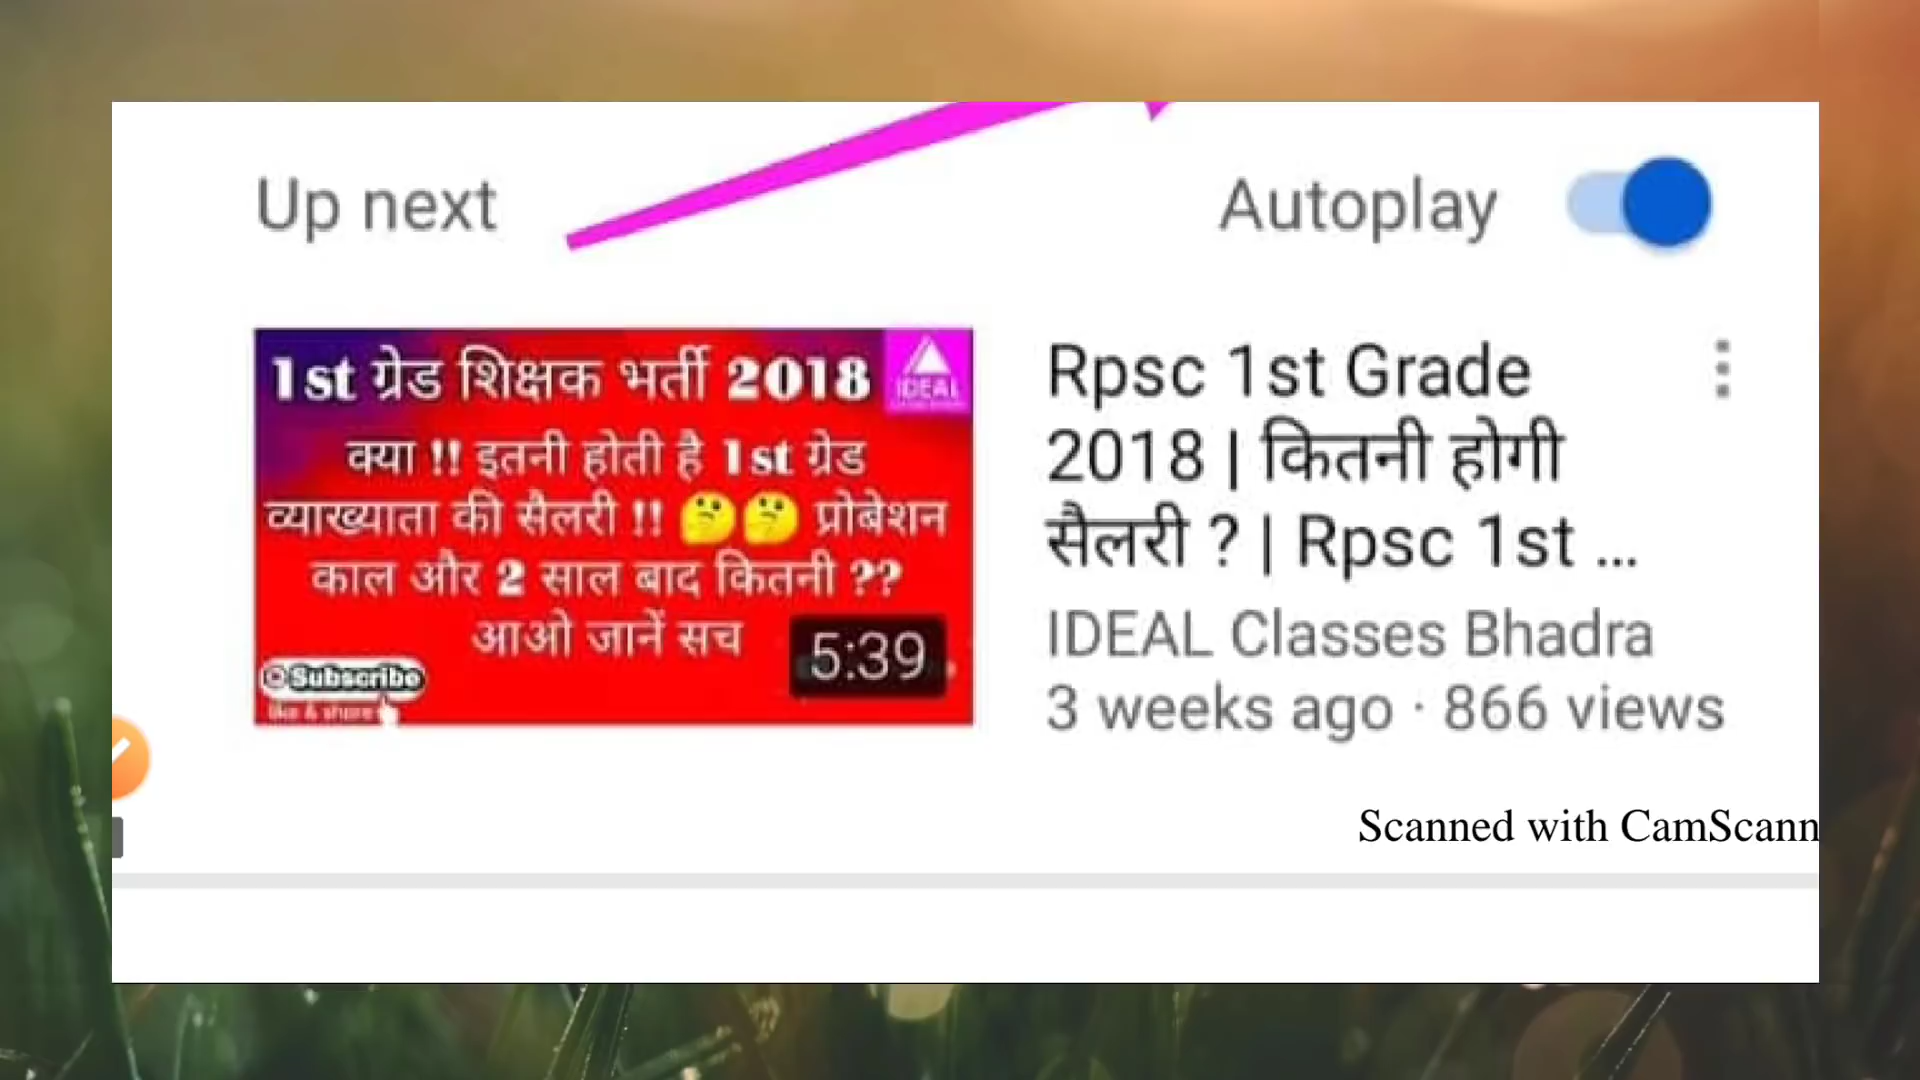 Up next
Autoplay
1st ग्रेड शिक्षक भर्ती 2018
IDEAL
क्या !! इतनी होती है 1st ग्रेड
व्याख्याता की सैलरी !! 🤔🤔 प्रोबेशन
काल और 2 साल बाद कितनी ??
आओ जानें सच
5:39
Subscribe
like & share
Rpsc 1st Grade
2018 | कितनी होगी
सैलरी ? | Rpsc 1st ...
IDEAL Classes Bhadra
3 weeks ago · 866 views
Scanned with CamScann